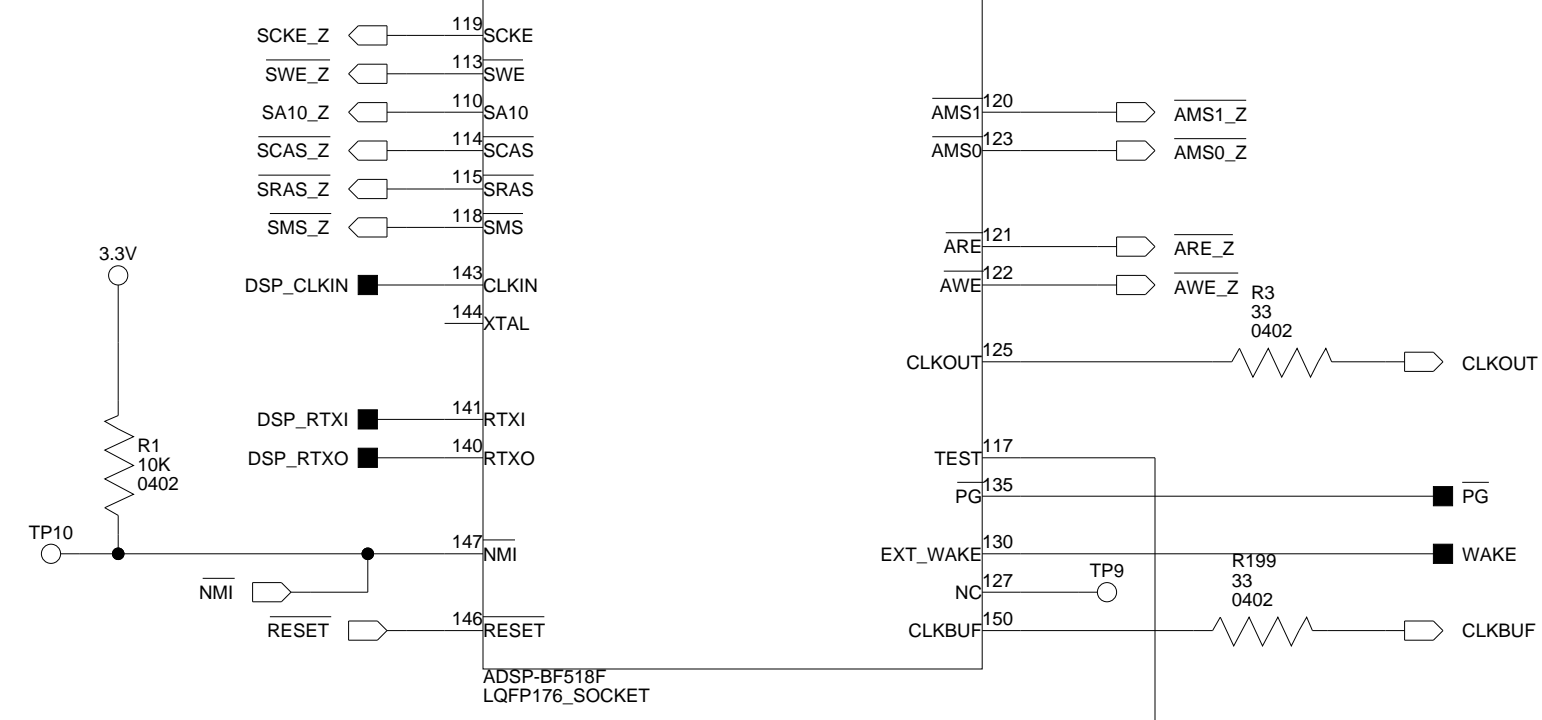 SCKE_Z 119 SCKE
SWE_Z 113 SWE
SA10_Z 110 SA10
AMS1 120 AMS1_Z
SCAS_Z 114 SCAS
AMS0 123 AMS0_Z
SRAS_Z 115 SRAS
SMS_Z 118 SMS
ARE 121 ARE_Z
3.3V
DSP_CLKIN 143 CLKIN
AWE 122 AWE_Z
R3
33
0402
144 XTAL
CLKOUT 125 CLKOUT
DSP_RTXI 141 RTXI
R1
10K
0402
DSP_RTXO 140 RTXO
TEST 117
PG 135 PG
TP10
147 NMI
EXT_WAKE 130 WAKE
R199
33
0402
NMI
NC 127 TP9
RESET 146 RESET
CLKBUF 150 CLKBUF
ADSP-BF518F
LQFP176_SOCKET